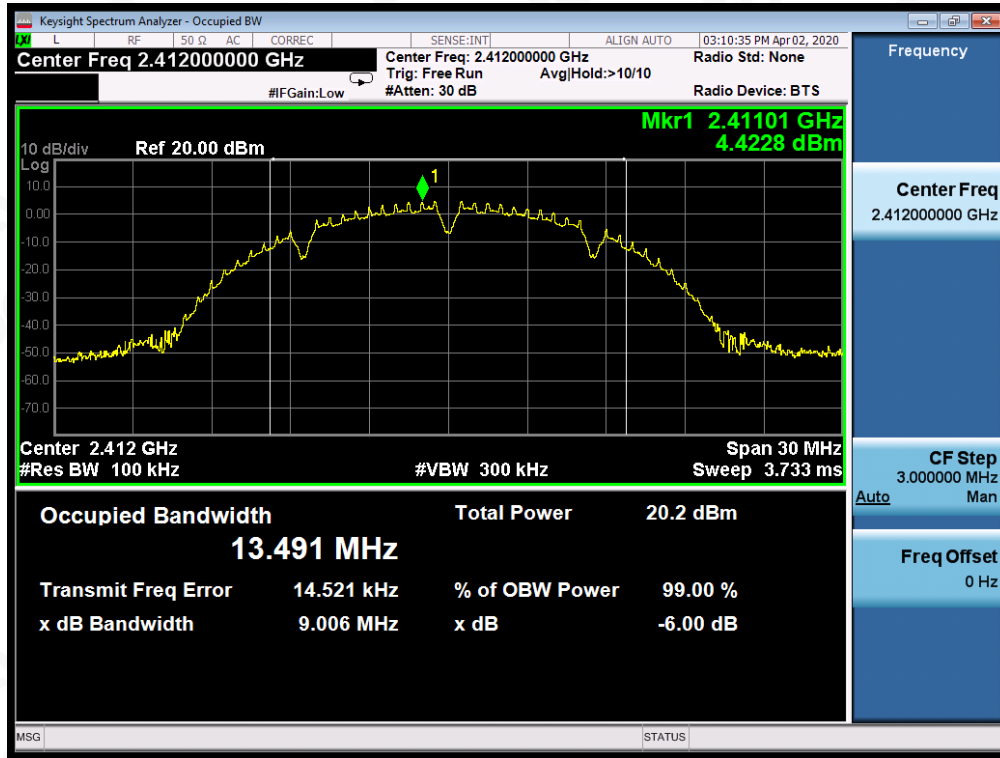 Keysight Spectrum Analyzer - Occupied BW
LXI L RF 50 Ω AC CORREC SENSE:INT ALIGN AUTO 03:10:35 PM Apr 02, 2020
Center Freq 2.412000000 GHz
Center Freq: 2.412000000 GHz Radio Std: None
Trig: Free Run Avg|Hold:>10/10
#IFGain:Low #Atten: 30 dB Radio Device: BTS
Mkr1 2.41101 GHz
4.4228 dBm
10 dB/div Ref 20.00 dBm
Log
1
10.0
0.00
-10.0
-20.0
-30.0
-40.0
-50.0
-60.0
-70.0
Center 2.412 GHz Span 30 MHz
#Res BW 100 kHz #VBW 300 kHz Sweep 3.733 ms
Occupied Bandwidth Total Power 20.2 dBm
13.491 MHz
Transmit Freq Error 14.521 kHz % of OBW Power 99.00 %
x dB Bandwidth 9.006 MHz x dB -6.00 dB
MSG STATUS
Frequency
Center Freq
2.412000000 GHz
CF Step
3.000000 MHz
Auto Man
Freq Offset
0 Hz